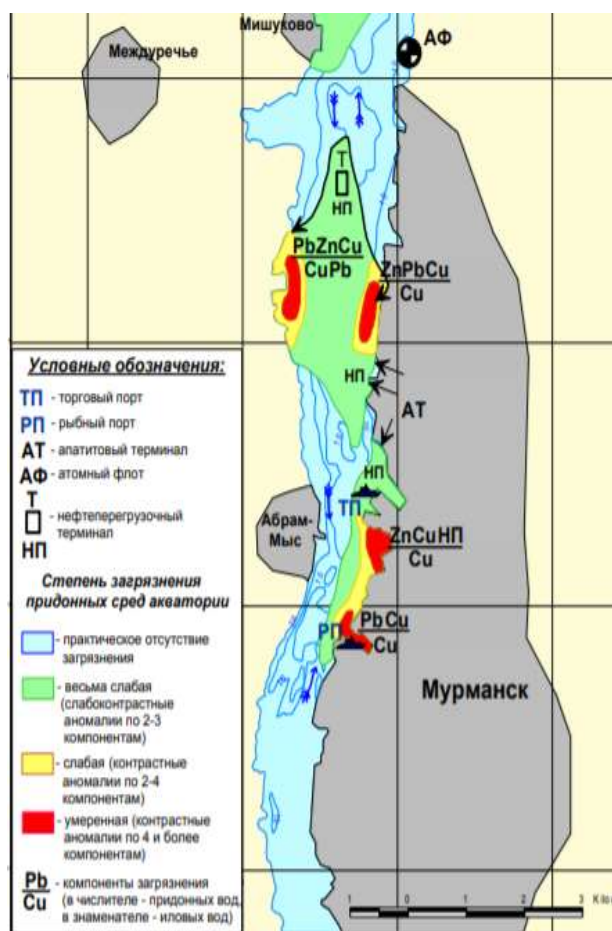 Мишуково
АФ
Междуречье
Т
НП
PbZnCu
CuPb
ZnPbCu
Cu
НП
АТ
НП
ТП
Абрам-
Мыс
ZnCuНП
Cu
РП
PbCu
Cu
Мурманск
Условные обозначения:
ТП - торговый порт
РП - рыбный порт
АТ - апатитовый терминал
АФ - атомный флот
Т
- нефтеперегрузочный
терминал
НП
Степень загрязнения
придонных сред акватории
- практическое отсутствие
загрязнения
- весьма слабая
(слабоконтрастные
аномалии по 2-3
компонентам)
- слабая (контрастные
аномалии по 2-4
компонентам)
- умеренная (контрастные
аномалии по 4 и более
компонентам)
Pb
Cu
- компоненты загрязнения
(в числителе - придонных вод,
в знаменателе - иловых вод)
1 0 1 2 3